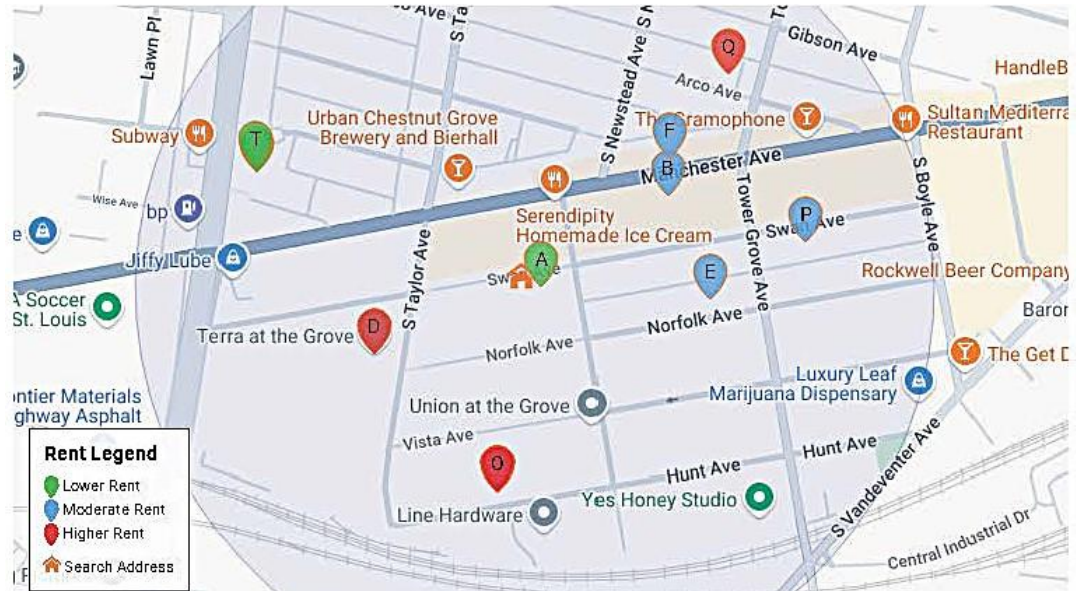 Lawn Pl
S Ta
S Newstead Ave
S N
To
Gibson Ave
HandleB
Arco Ave
Q
Subway
T
Urban Chestnut Grove
Brewery and Bierhall
F
The Gramophone
Sultan Mediterra
Restaurant
B
Manchester Ave
Wise Ave
bp
Serendipity
Homemade Ice Cream
Tower Grove Ave
P
Swan Ave
S Boyle Ave
e
Jiffy Lube
S Taylor Ave
A
E
Rockwell Beer Company
A Soccer
St. Louis
Terra at the Grove
D
Norfolk Ave
Norfolk Ave
Baron
The Get D
Luxury Leaf
Marijuana Dispensary
ontier Materials
ghway Asphalt
Union at the Grove
Vista Ave
Hunt Ave
Hunt Ave
S Vandeventer Ave
O
Yes Honey Studio
Line Hardware
Central Industrial Dr
Rent Legend
Lower Rent
Moderate Rent
Higher Rent
Search Address